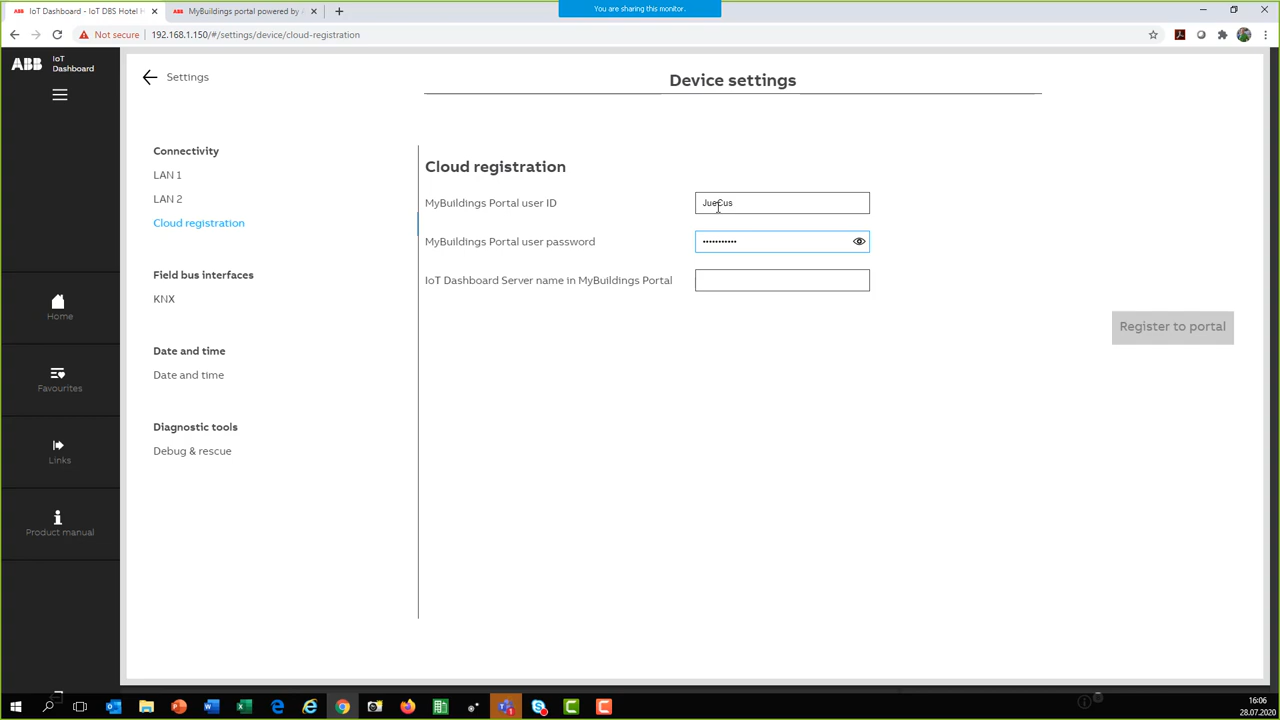 You are sharing this monitor.
IoT Dashboard - IoT DBS Hotel H
MyBuildings portal powered by A
Not secure
192.168.1.150/#/settings/device/cloud-registration
ABB
IoT
Dashboard
Settings
Device settings
Connectivity
LAN 1
LAN 2
Cloud registration
Field bus interfaces
KNX
Date and time
Date and time
Diagnostic tools
Debug & rescue
Cloud registration
MyBuildings Portal user ID
JueCus
MyBuildings Portal user password
•••••••••••
IoT Dashboard Server name in MyBuildings Portal
Register to portal
Home
Favourites
Links
Product manual
16:06
28.07.2020